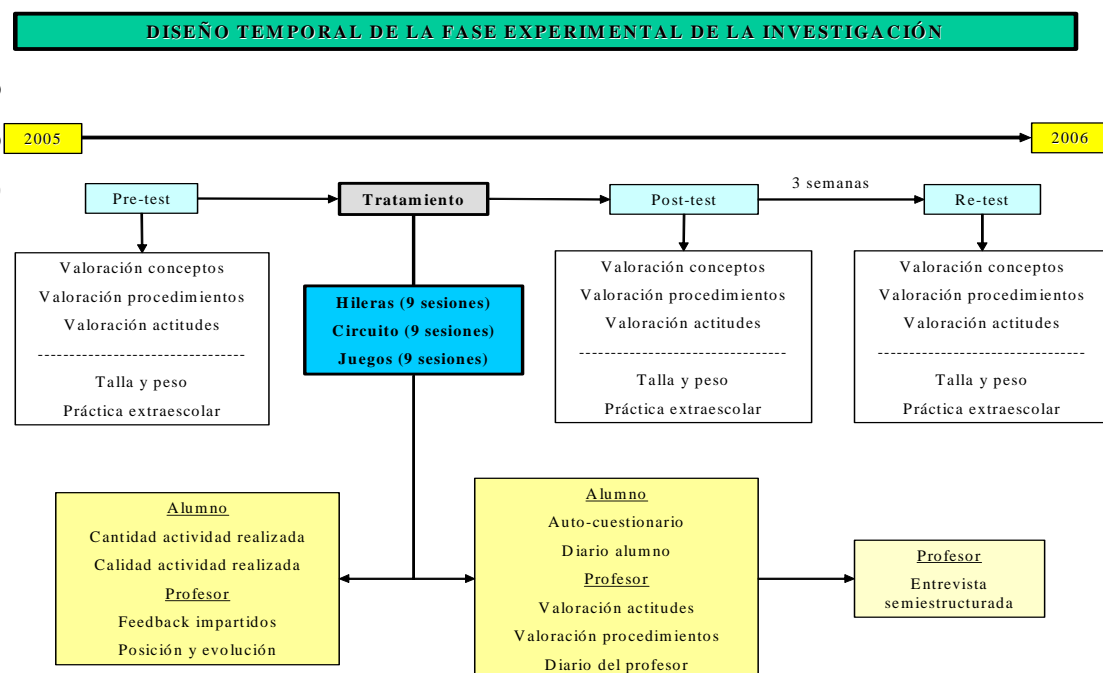 DISEÑO TEMPORAL DE LA FASE EXPERIMENTAL DE LA INVESTIGACIÓN
2005
2006
Pre-test
Tratamiento
Post-test
3 semanas
Re-test
Valoración conceptos
Valoración procedimientos
Valoración actitudes
---------------------------------
Talla y peso
Práctica extraescolar
Hileras (9 sesiones)
Circuito (9 sesiones)
Juegos (9 sesiones)
Valoración conceptos
Valoración procedimientos
Valoración actitudes
---------------------------------
Talla y peso
Práctica extraescolar
Valoración conceptos
Valoración procedimientos
Valoración actitudes
---------------------------------
Talla y peso
Práctica extraescolar
Alumno
Cantidad actividad realizada
Calidad actividad realizada
Profesor
Feedback impartidos
Posición y evolución
Alumno
Auto-cuestionario
Diario alumno
Profesor
Valoración actitudes
Valoración procedimientos
Diario del profesor
Profesor
Entrevista
semiestructurada